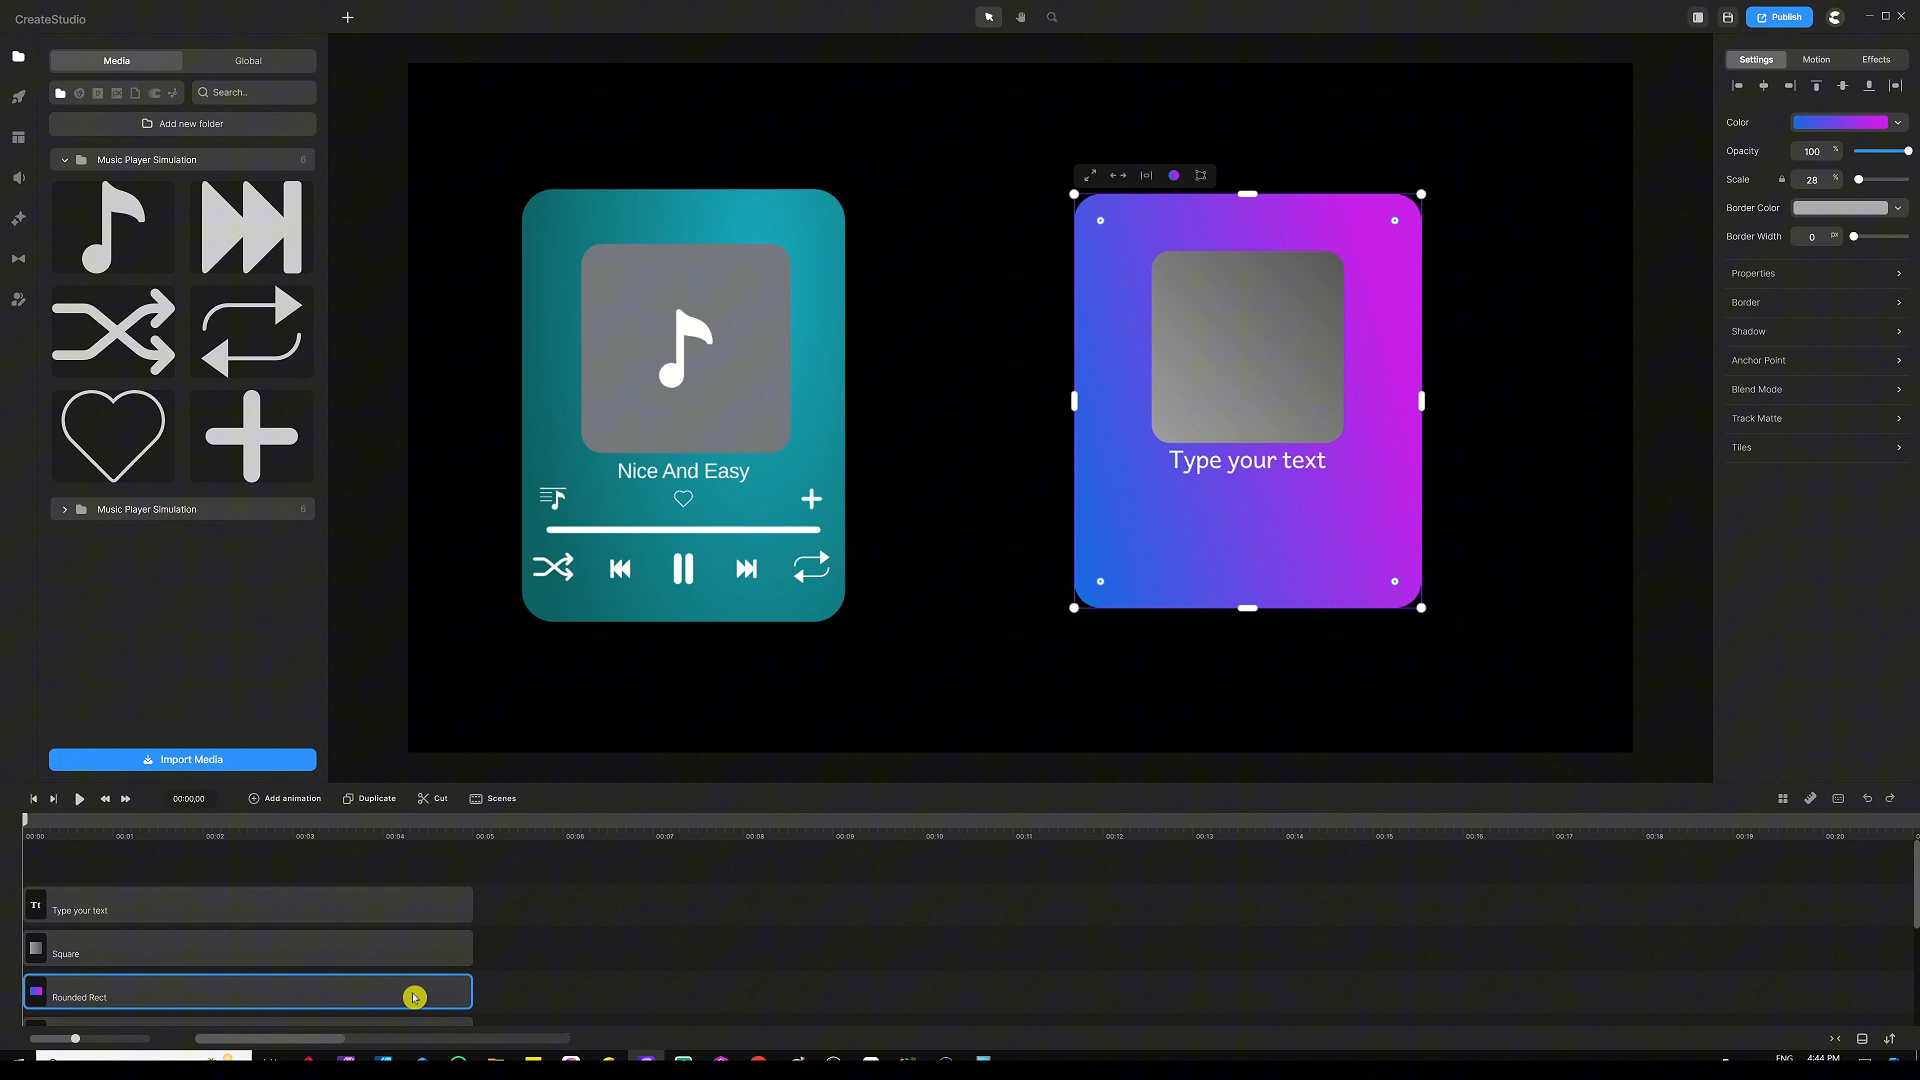 CreateStudio
Publish
Media
Global
Search..
Add new folder
Music Player Simulation 6
Music Player Simulation 6
Import Media
Nice And Easy
Type your text
Settings
Motion
Effects
Color
Opacity 100 %
Scale 28 %
Border Color
Border Width 0 px
Properties
Border
Shadow
Anchor Point
Blend Mode
Track Matte
Tiles
00:00,00
Add animation
Duplicate
Cut
Scenes
00:00 00:01 00:02 00:03 00:04 00:05 00:06 00:07 00:08 00:09 00:10 00:11 00:12 00:13 00:14 00:15 00:16 00:17 00:18 00:19 00:20
Tt Type your text
Square
Rounded Rect
ENG 4:44 PM